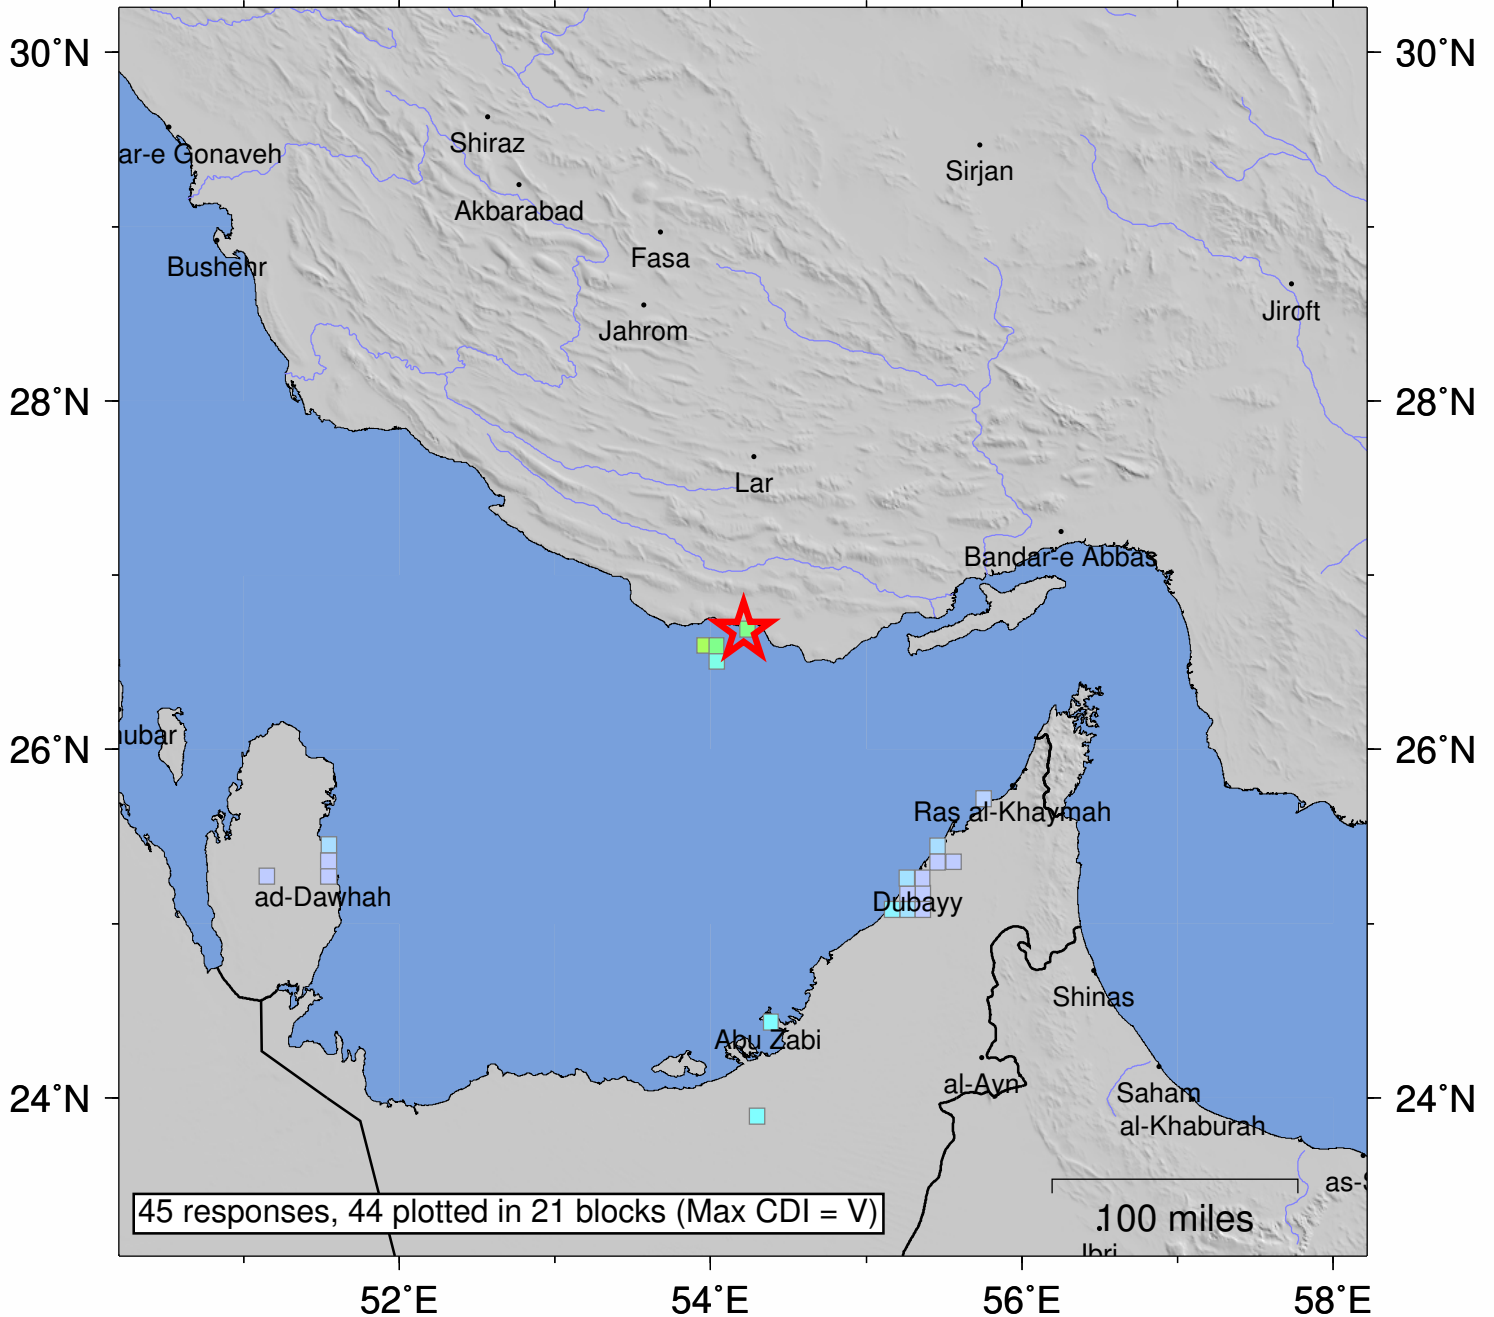 30°N
30°N
Shiraz
ar-e Gonaveh
Sirjan
Akbarabad
Fasa
Bushehr
Jiroft
Jahrom
28°N
28°N
Lar
Bandar-e Abbas
26°N
26°N
nubar
Ras al-Khaymah
ad-Dawhah
Dubayy
Shinas
Abu Zabi
al-Ayn
Saham
24°N
24°N
al-Khaburah
as-S
45 responses, 44 plotted in 21 blocks (Max CDI = V)
100 miles
Ibri
52°E
54°E
56°E
58°E